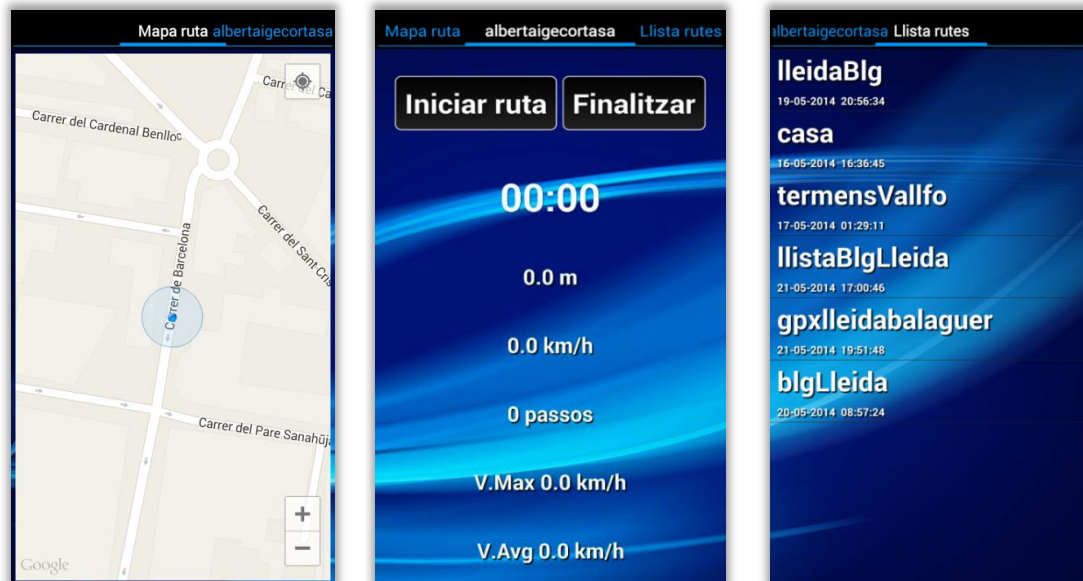 Mapa ruta albertaigecortasa
Carrer del Cardenal Benlloc
Carrer del Ca
Carrer del Sant Cris
Carrer de Barcelona
Carrer del Pare Sanahüja
+
−
Google
Mapa ruta albertaigecortasa Llista rutes
Iniciar ruta Finalitzar
00:00
0.0 m
0.0 km/h
0 passos
V.Max 0.0 km/h
V.Avg 0.0 km/h
albertaigecortasa Llista rutes
lleidaBlg
19-05-2014 20:56:34
casa
16-05-2014 16:36:45
termensVallfo
17-05-2014 01:29:11
llistaBlgLleida
21-05-2014 17:00:46
gpxlleidabalaguer
21-05-2014 19:51:48
blgLleida
20-05-2014 08:57:24